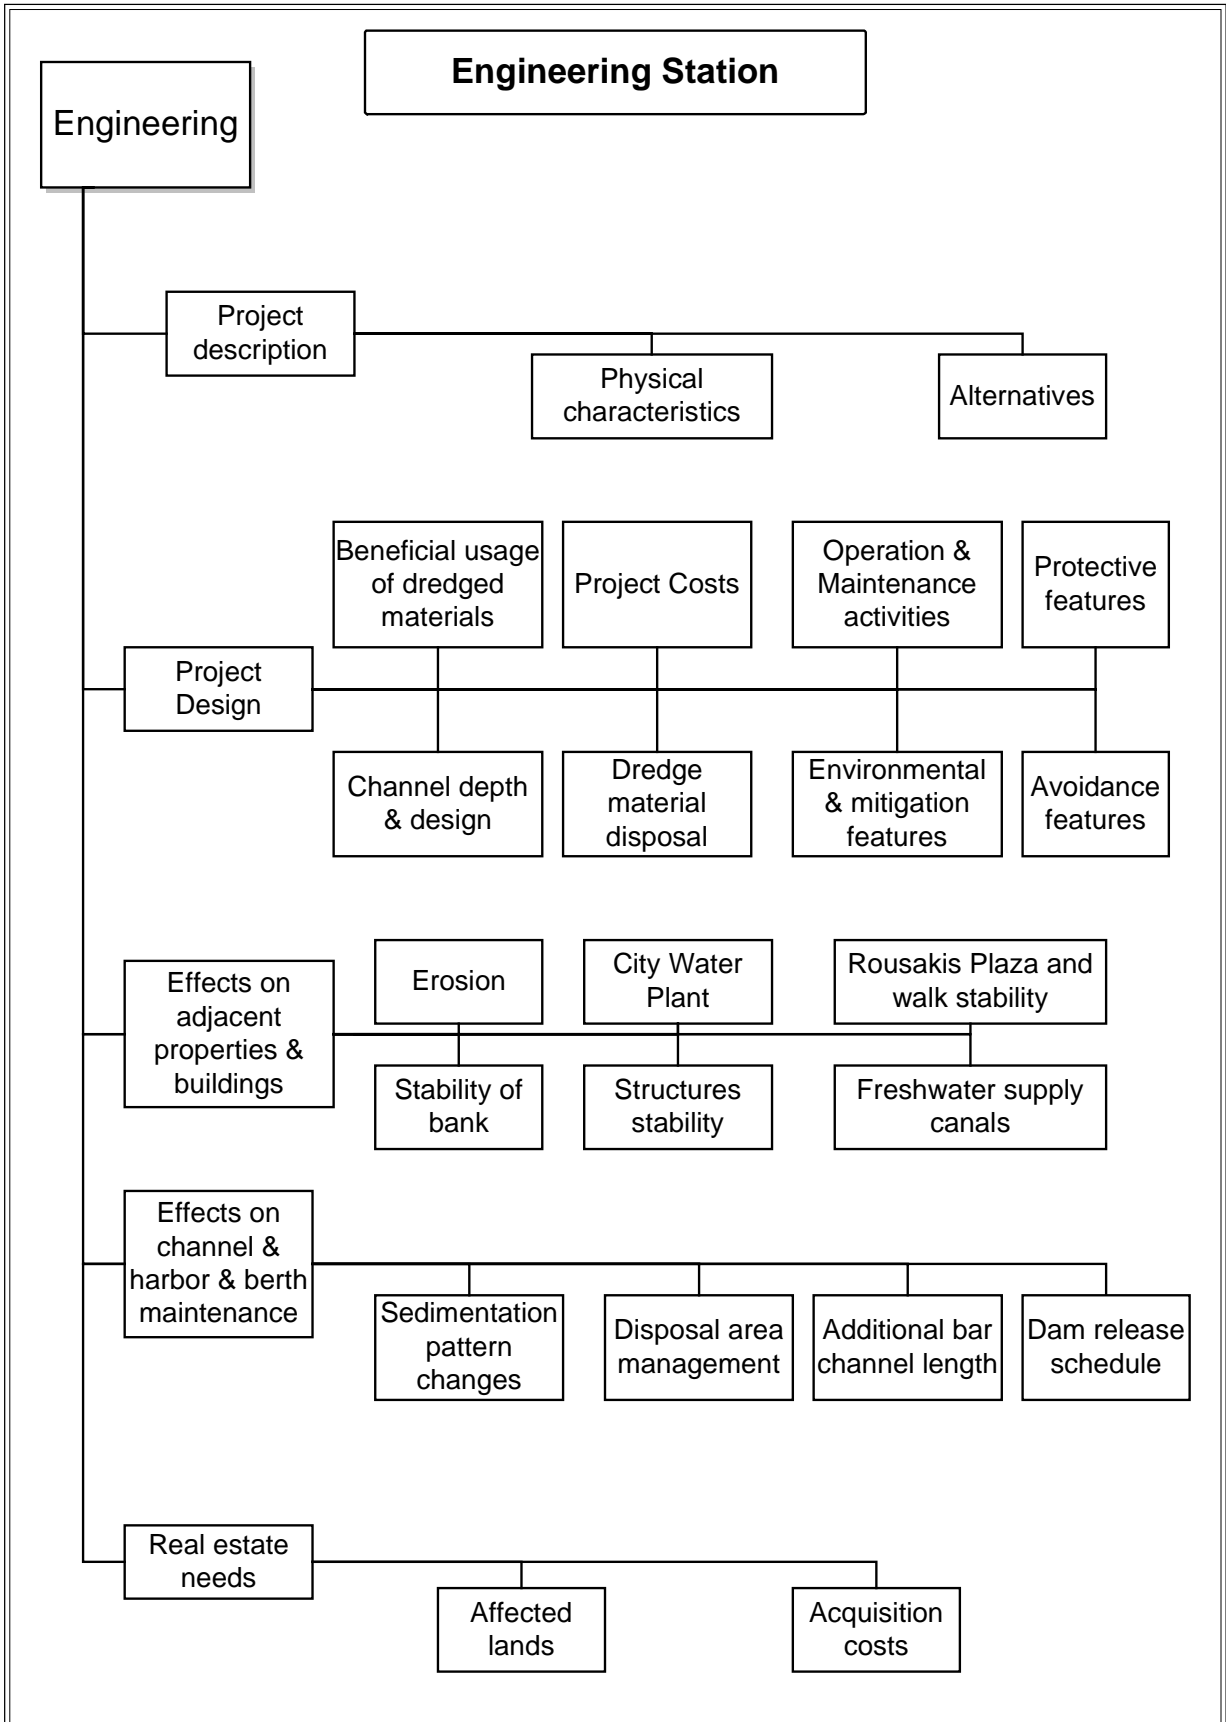 Engineering Station
Engineering
Project
description
Physical
characteristics
Alternatives
Beneficial usage
of dredged
materials
Project Costs
Operation &
Maintenance
activities
Protective
features
Project
Design
Channel depth
& design
Dredge
material
disposal
Environmental
& mitigation
features
Avoidance
features
Effects on
adjacent
properties &
buildings
Erosion
City Water
Plant
Rousakis Plaza and
walk stability
Stability of
bank
Structures
stability
Freshwater supply
canals
Effects on
channel &
harbor & berth
maintenance
Sedimentation
pattern
changes
Disposal area
management
Additional bar
channel length
Dam release
schedule
Real estate
needs
Affected
lands
Acquisition
costs